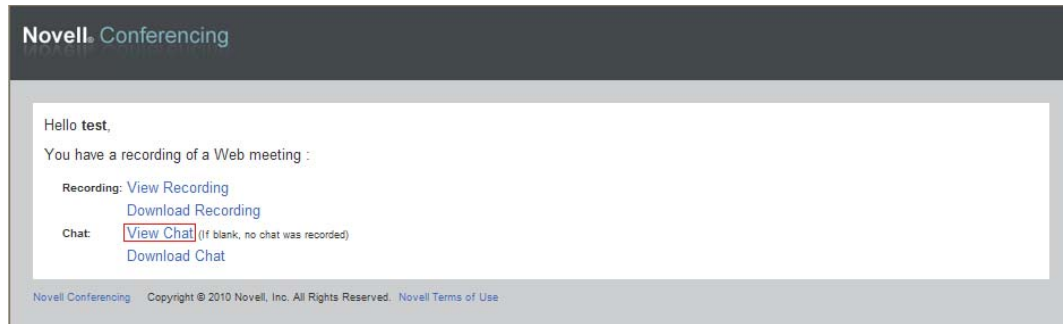 Novell® Conferencing
Hello test,
You have a recording of a Web meeting :
Recording: View Recording
Download Recording
Chat: View Chat (If blank, no chat was recorded)
Download Chat
Novell Conferencing Copyright © 2010 Novell, Inc. All Rights Reserved. Novell Terms of Use